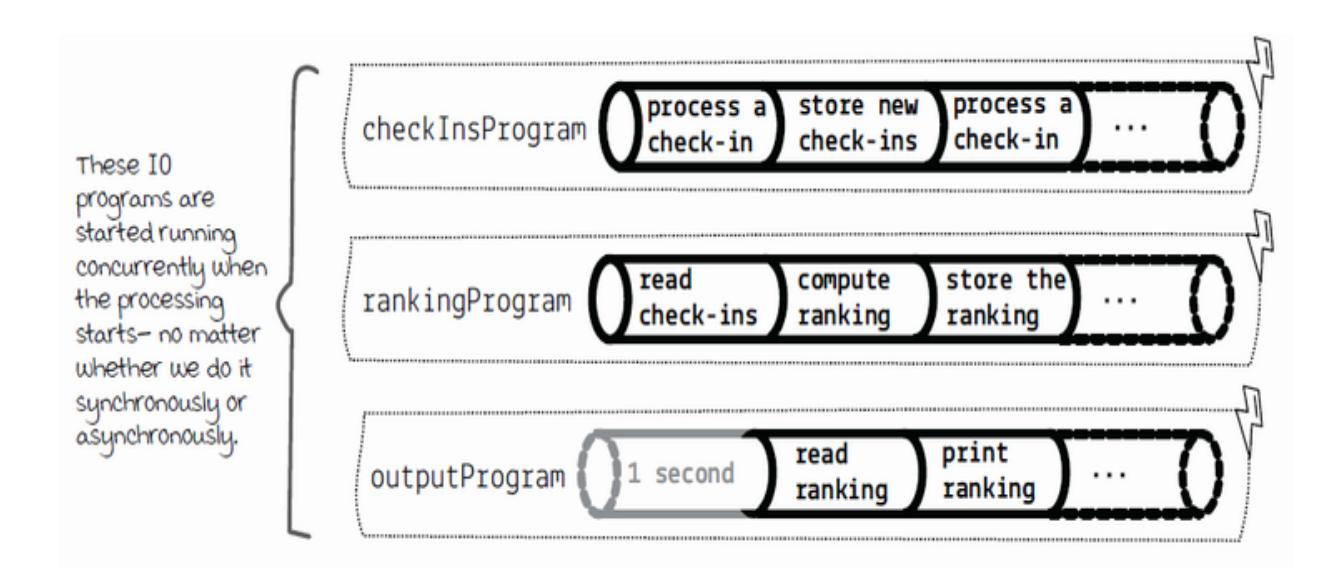 These IO
programs are
started running
concurrently when
the processing
starts– no matter
whether we do it
synchronously or
asynchronously.
checkInsProgram
process a
check-in
store new
check-ins
process a
check-in
...
rankingProgram
read
check-ins
compute
ranking
store the
ranking
...
outputProgram
1 second
read
ranking
print
ranking
...